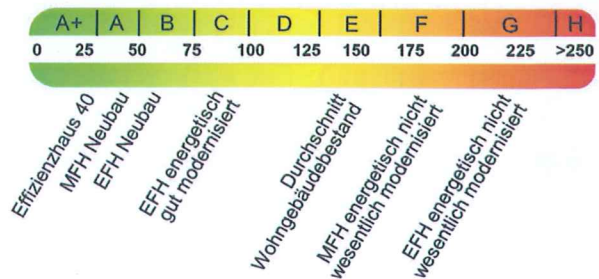 A+ A B C D E F G H
0 25 50 75 100 125 150 175 200 225 >250
Effizienzhaus 40
MFH Neubau
EFH Neubau
EFH energetisch
gut modernisiert
Durchschnitt
Wohngebäudebestand
MFH energetisch nicht
wesentlich modernisiert
EFH energetisch nicht
wesentlich modernisiert